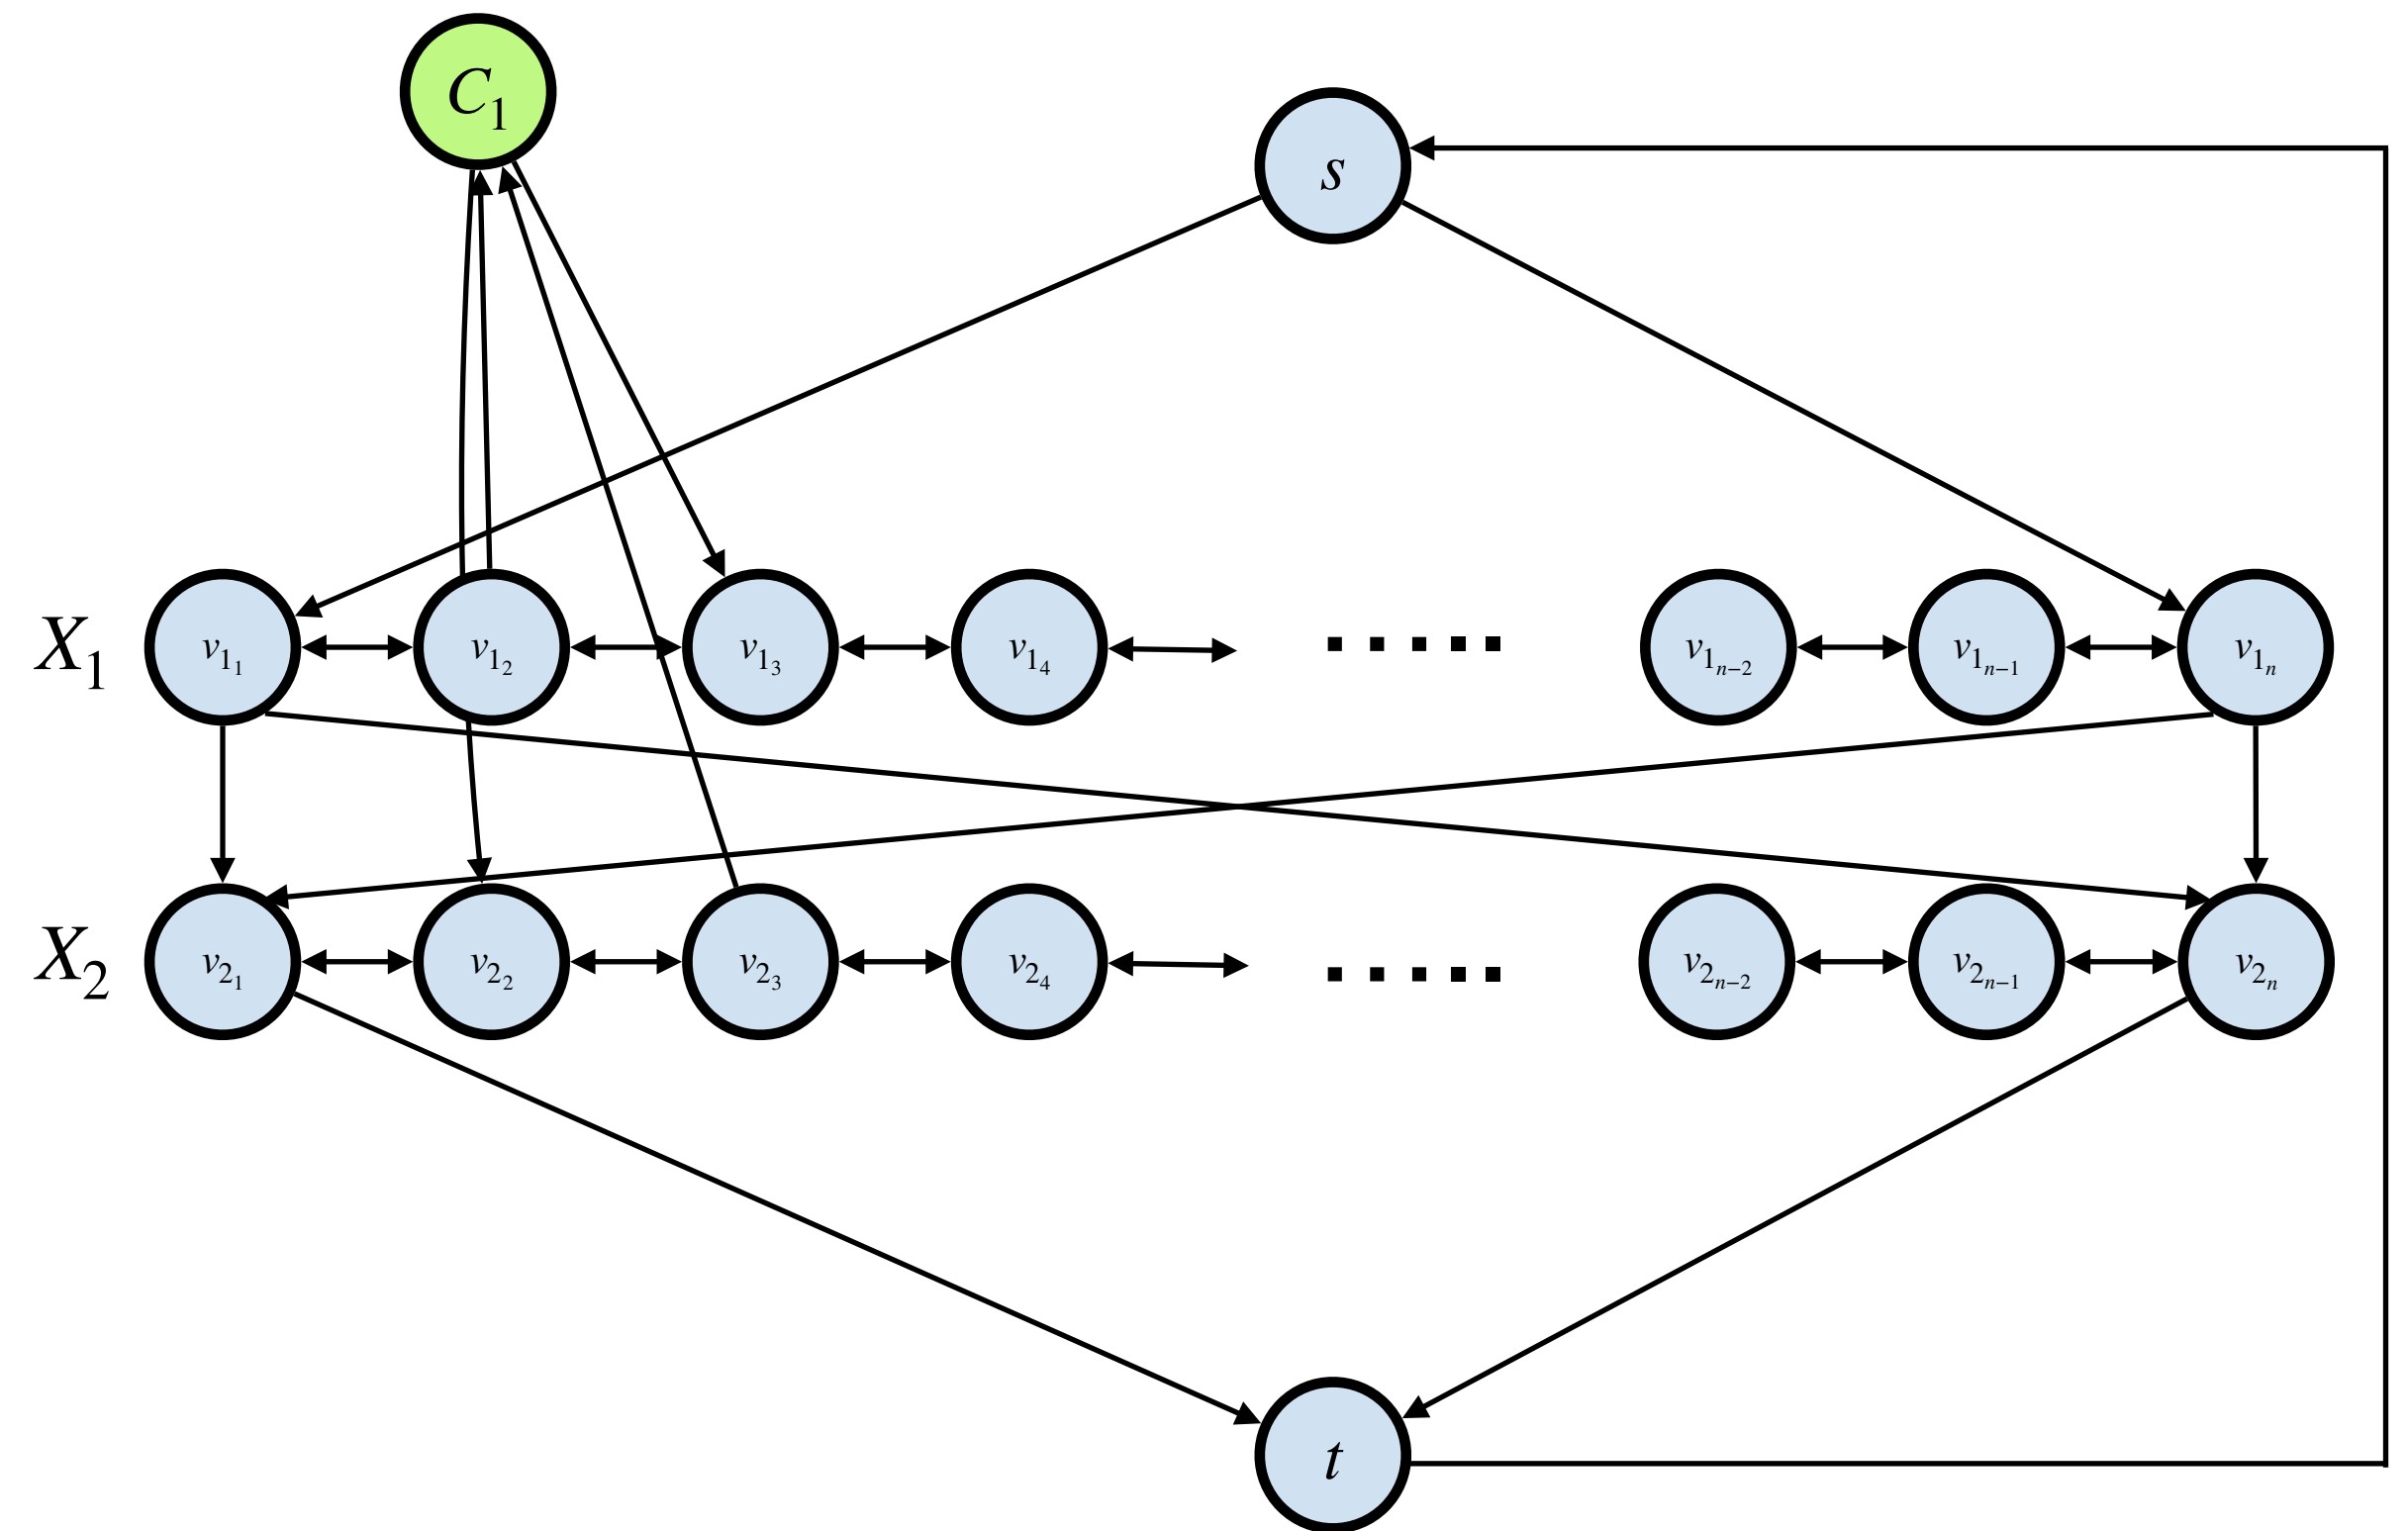 C₁
s
X₁ v₁₁ v₁₂ v₁₃ v₁₄ ..... v₁ₙ₋₂ v₁ₙ₋₁ v₁ₙ
X₂ v₂₁ v₂₂ v₂₃ v₂₄ ..... v₂ₙ₋₂ v₂ₙ₋₁ v₂ₙ
t